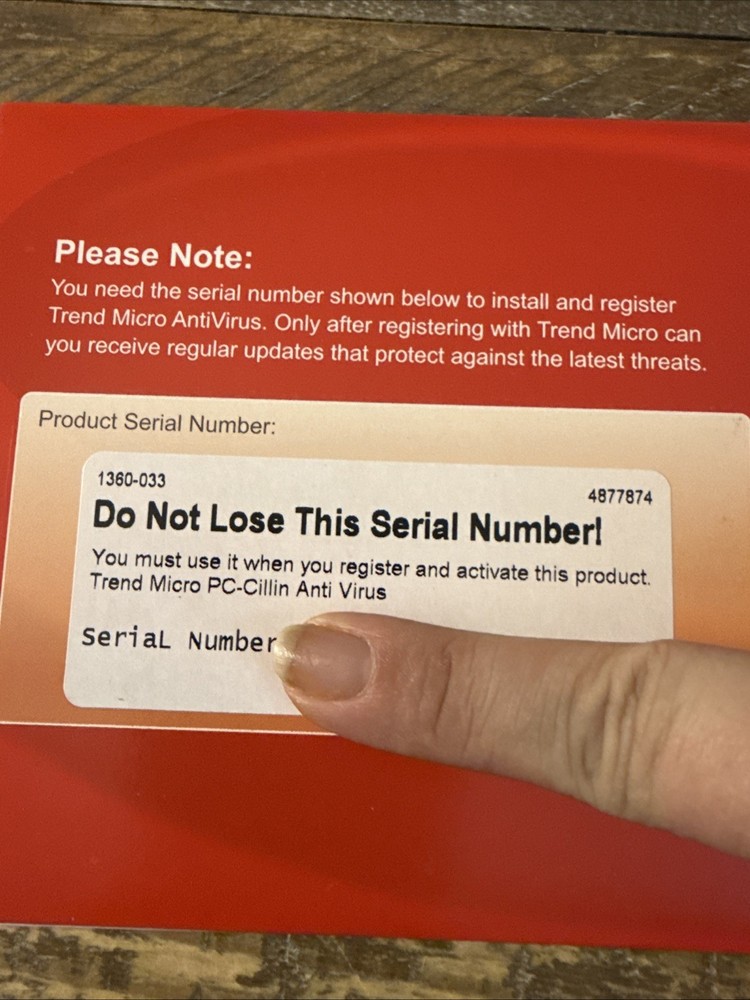 Please Note:
You need the serial number shown below to install and register
Trend Micro AntiVirus. Only after registering with Trend Micro can
you receive regular updates that protect against the latest threats.
Product Serial Number:
1360-033
4877874
Do Not Lose This Serial Number!
You must use it when you register and activate this product.
Trend Micro PC-Cillin Anti Virus
SeriaL Number